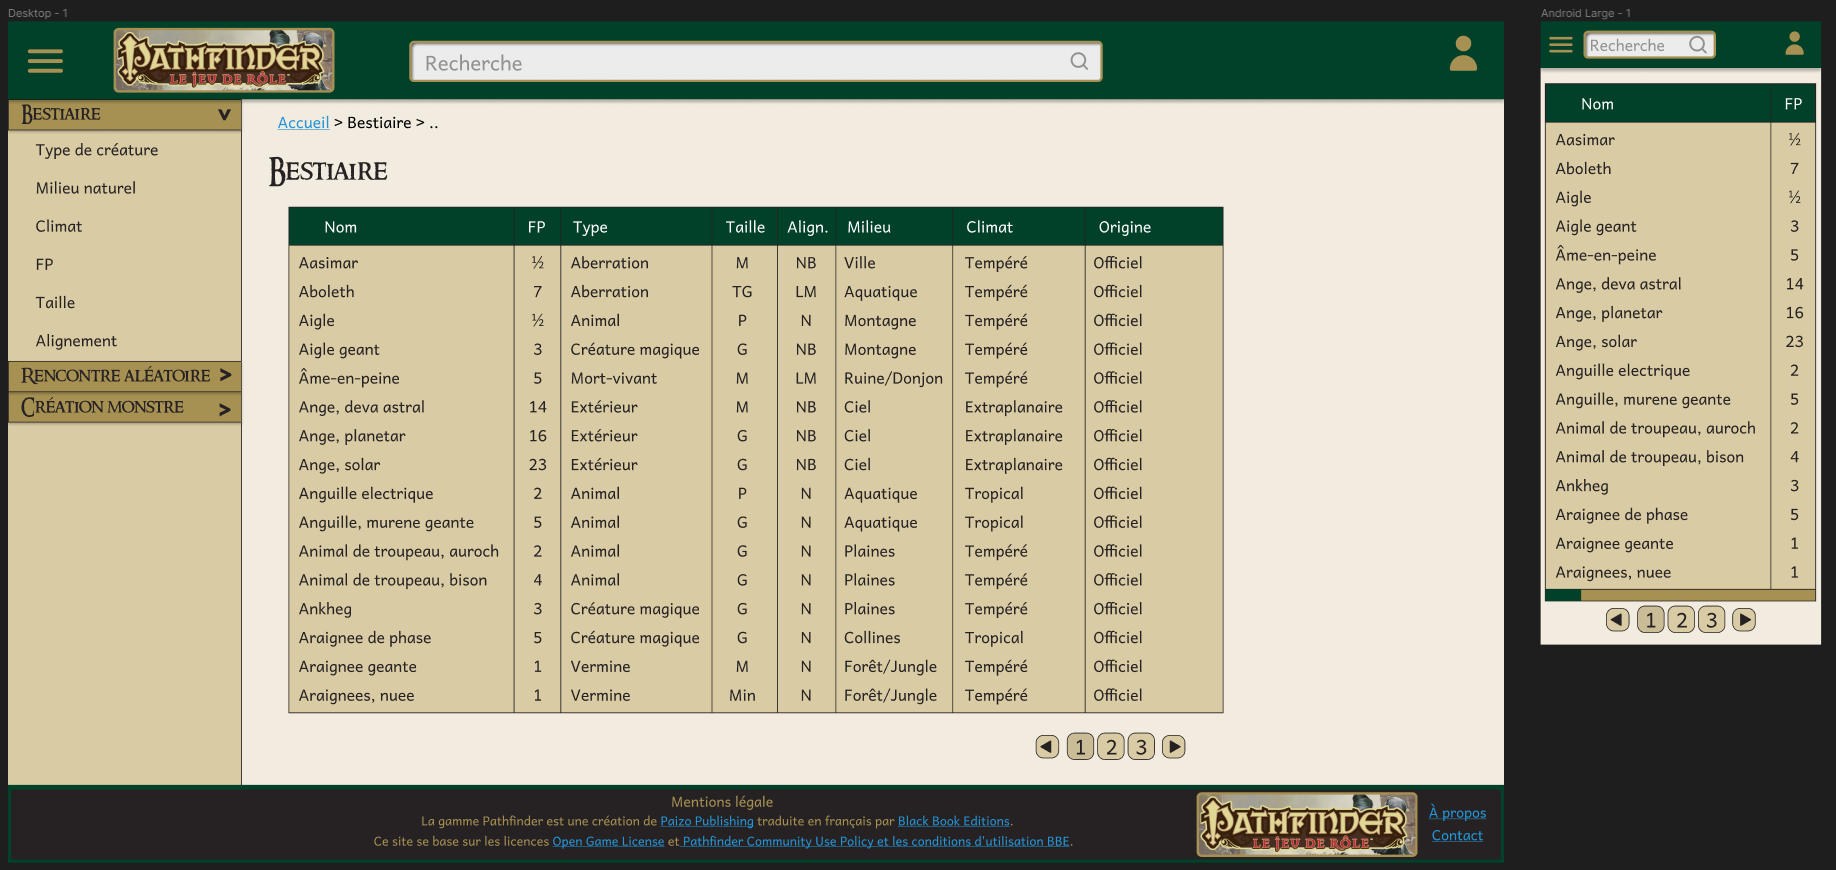 Desktop - 1
PATHFINDER
LE JEU DE RÔLE
Recherche
BESTIAIRE v
Type de créature
Milieu naturel
Climat
FP
Taille
Alignement
RENCONTRE ALÉATOIRE >
CRÉATION MONSTRE >
Accueil > Bestiaire > ..
BESTIAIRE
Nom FP Type Taille Align. Milieu Climat Origine
Aasimar ½ Aberration M NB Ville Tempéré Officiel
Aboleth 7 Aberration TG LM Aquatique Tempéré Officiel
Aigle ½ Animal P N Montagne Tempéré Officiel
Aigle geant 3 Créature magique G NB Montagne Tempéré Officiel
Âme-en-peine 5 Mort-vivant M LM Ruine/Donjon Tempéré Officiel
Ange, deva astral 14 Extérieur M NB Ciel Extraplanaire Officiel
Ange, planetar 16 Extérieur G NB Ciel Extraplanaire Officiel
Ange, solar 23 Extérieur G NB Ciel Extraplanaire Officiel
Anguille electrique 2 Animal P N Aquatique Tropical Officiel
Anguille, murene geante 5 Animal G N Aquatique Tropical Officiel
Animal de troupeau, auroch 2 Animal G N Plaines Tempéré Officiel
Animal de troupeau, bison 4 Animal G N Plaines Tempéré Officiel
Ankheg 3 Créature magique G N Plaines Tempéré Officiel
Araignee de phase 5 Créature magique G N Collines Tropical Officiel
Araignee geante 1 Vermine M N Forêt/Jungle Tempéré Officiel
Araignees, nuee 1 Vermine Min N Forêt/Jungle Tempéré Officiel
1 2 3
Mentions légale
La gamme Pathfinder est une création de Paizo Publishing traduite en français par Black Book Editions.
Ce site se base sur les licences Open Game License et Pathfinder Community Use Policy et les conditions d'utilisation BBE.
PATHFINDER
LE JEU DE RÔLE
À propos
Contact
Android Large - 1
Recherche
Nom FP
Aasimar ½
Aboleth 7
Aigle ½
Aigle geant 3
Âme-en-peine 5
Ange, deva astral 14
Ange, planetar 16
Ange, solar 23
Anguille electrique 2
Anguille, murene geante 5
Animal de troupeau, auroch 2
Animal de troupeau, bison 4
Ankheg 3
Araignee de phase 5
Araignee geante 1
Araignees, nuee 1
1 2 3